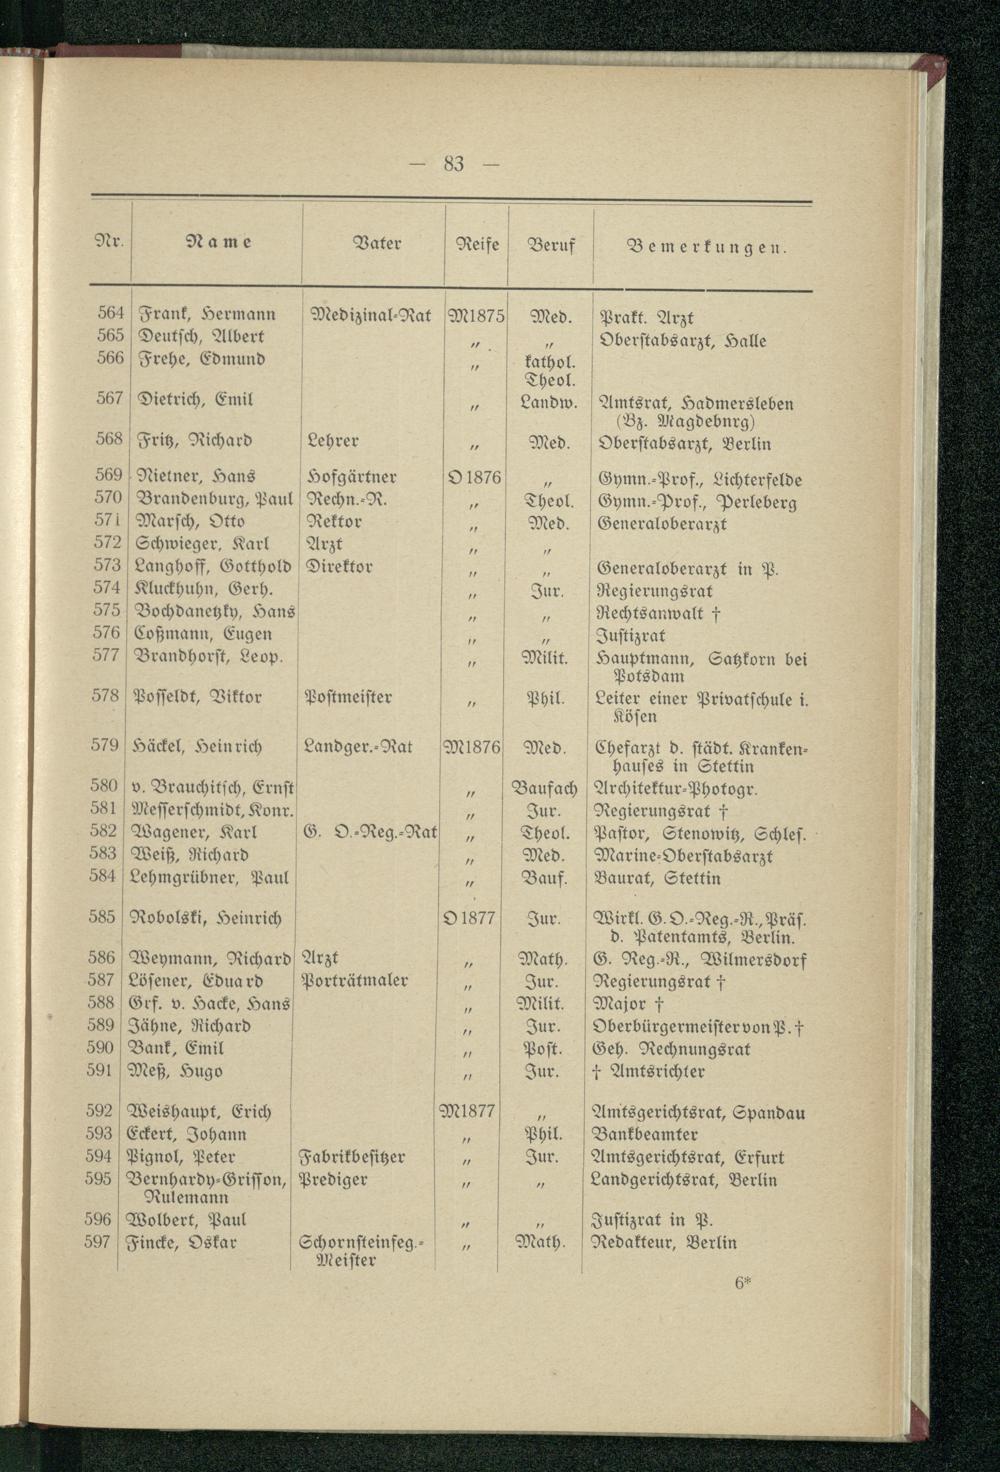 — 83 —
Nr. Name Vater Reife Beruf Bemerkungen.
564 Frank, Hermann Medizinal-Rat M1875 Med. Prakt. Arzt
565 Deutsch, Albert " " Oberstabsarzt, Halle
566 Frehe, Edmund " kathol.
Theol.
567 Dietrich, Emil " Landw. Amtsrat, Hadmersleben
(Bz. Magdebnrg)
568 Fritz, Richard Lehrer " Med. Oberstabsarzt, Berlin
569 Nietner, Hans Hofgärtner O 1876 " Gymn.-Prof., Lichterfelde
570 Brandenburg, Paul Rechn.-R. " Theol. Gymn.-Prof., Perleberg
571 Marsch, Otto Rektor " Med. Generaloberarzt
572 Schwieger, Karl Arzt " "
573 Langhoff, Gotthold Direktor " " Generaloberarzt in P.
574 Kluckhuhn, Gerh. " Jur. Regierungsrat
575 Bochdanetzky, Hans " " Rechtsanwalt †
576 Coßmann, Eugen " " Justizrat
577 Brandhorst, Leop. " Milit. Hauptmann, Satzkorn bei
Potsdam
578 Posseldt, Viktor Postmeister " Phil. Leiter einer Privatschule i.
Kösen
579 Häckel, Heinrich Landger.-Rat M1876 Med. Chefarzt d. städt. Kranken-
hauses in Stettin
580 v. Brauchitsch, Ernst " Baufach Architektur-Photogr.
581 Messerschmidt, Konr. " Jur. Regierungsrat †
582 Wagener, Karl G. O.-Reg.-Rat " Theol. Pastor, Stenowitz, Schles.
583 Weiß, Richard " Med. Marine-Oberstabsarzt
584 Lehmgrübner, Paul " Bauf. Baurat, Stettin
585 Robolski, Heinrich O 1877 Jur. Wirkl. G. O.-Reg.-R., Präs.
d. Patentamts, Berlin.
586 Weymann, Richard Arzt " Math. G. Reg.-R., Wilmersdorf
587 Lösener, Eduard Porträtmaler " Jur. Regierungsrat †
588 Grf. v. Hacke, Hans " Milit. Major †
589 Jähne, Richard " Jur. Oberbürgermeister von P. †
590 Bank, Emil " Post. Geh. Rechnungsrat
591 Meß, Hugo " Jur. † Amtsrichter
592 Weishaupt, Erich M1877 " Amtsgerichtsrat, Spandau
593 Eckert, Johann " Phil. Bankbeamter
594 Pignol, Peter Fabrikbesitzer " Jur. Amtsgerichtsrat, Erfurt
595 Bernhardy-Grisson, Prediger " " Landgerichtsrat, Berlin
Rulemann
596 Wolbert, Paul " " Justizrat in P.
597 Fincke, Oskar Schornsteinfeg.- " Math. Redakteur, Berlin
Meister
6*